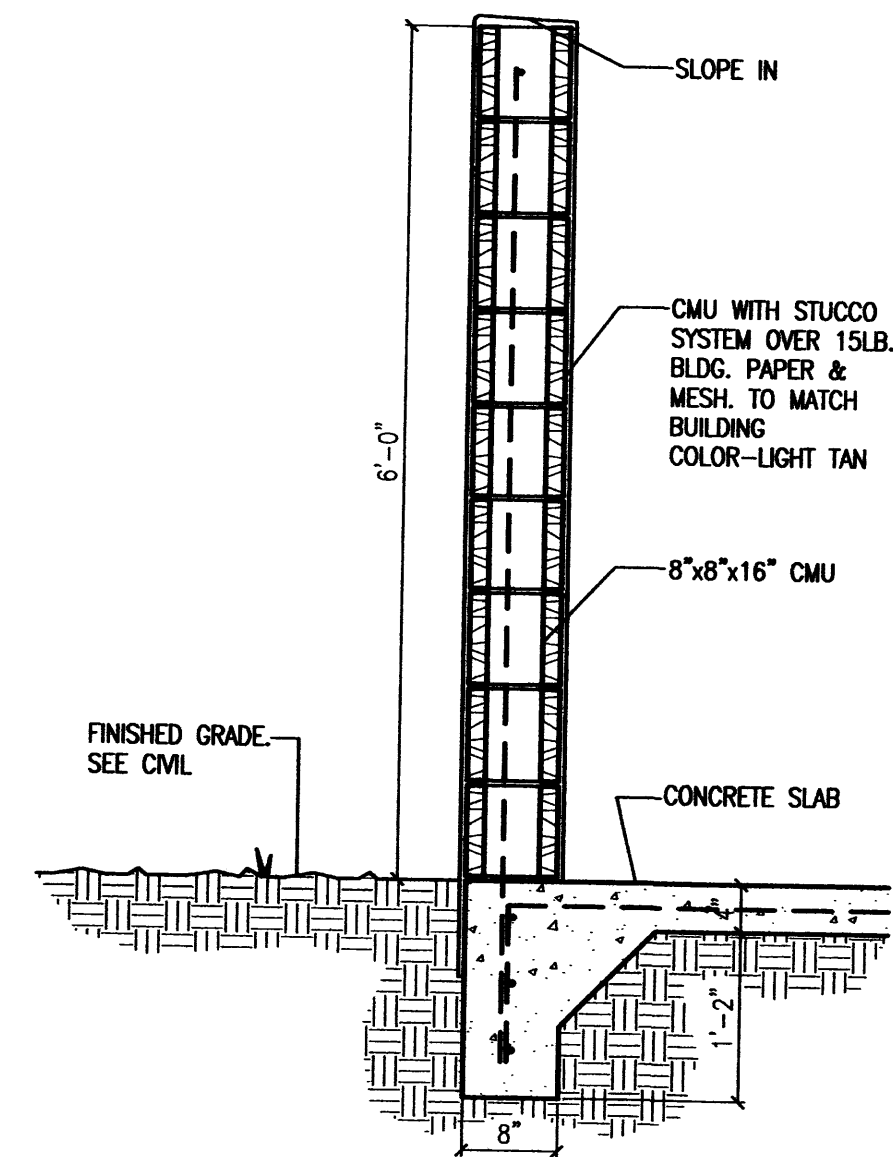 SLOPE IN
CMU WITH STUCCO
SYSTEM OVER 15LB.
BLDG. PAPER &
MESH. TO MATCH
BUILDING
COLOR-LIGHT TAN
6'-0"
8"x8"x16" CMU
FINISHED GRADE.
SEE CIVIL
CONCRETE SLAB
4"
1'-2"
8"